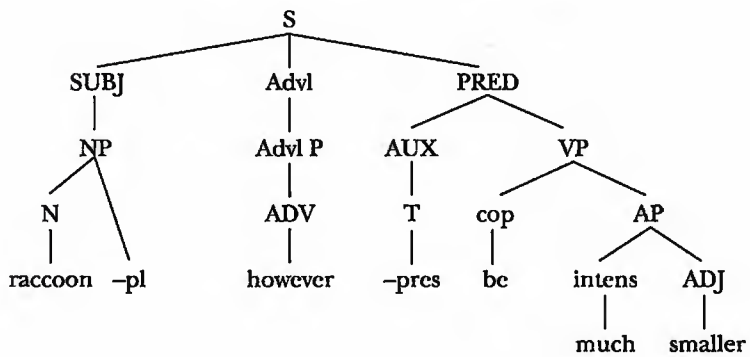 S
SUBJ Advl PRED
NP Advl P AUX VP
N ADV T cop AP
raccoon –pl however –pres be intens ADJ
much smaller